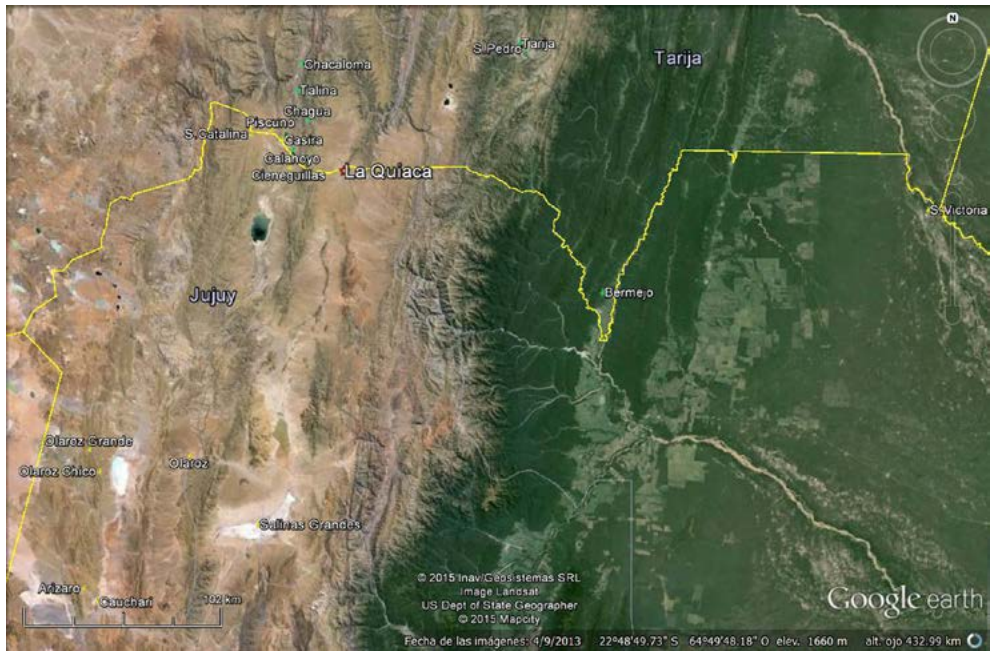 N
S. Pedro
Tarija
Tarija
Chacaloma
Talina
Chagua
Piscuno
S. Catalina
Casira
Calahoyo
Cieneguillas
La Quiaca
S. Victoria
Jujuy
Bermejo
Olaroz Grande
Olaroz Chico
Olaroz
Salinas Grandes
Arizaro
Cauchari
102 km
© 2015 Inav/Geosistemas SRL
Image Landsat
US Dept of State Geographer
© 2015 Mapcity
Google earth
Fecha de las imágenes: 4/9/2013 22°48'49.73" S 64°49'48.18" O elev. 1660 m alt. ojo 432.99 km